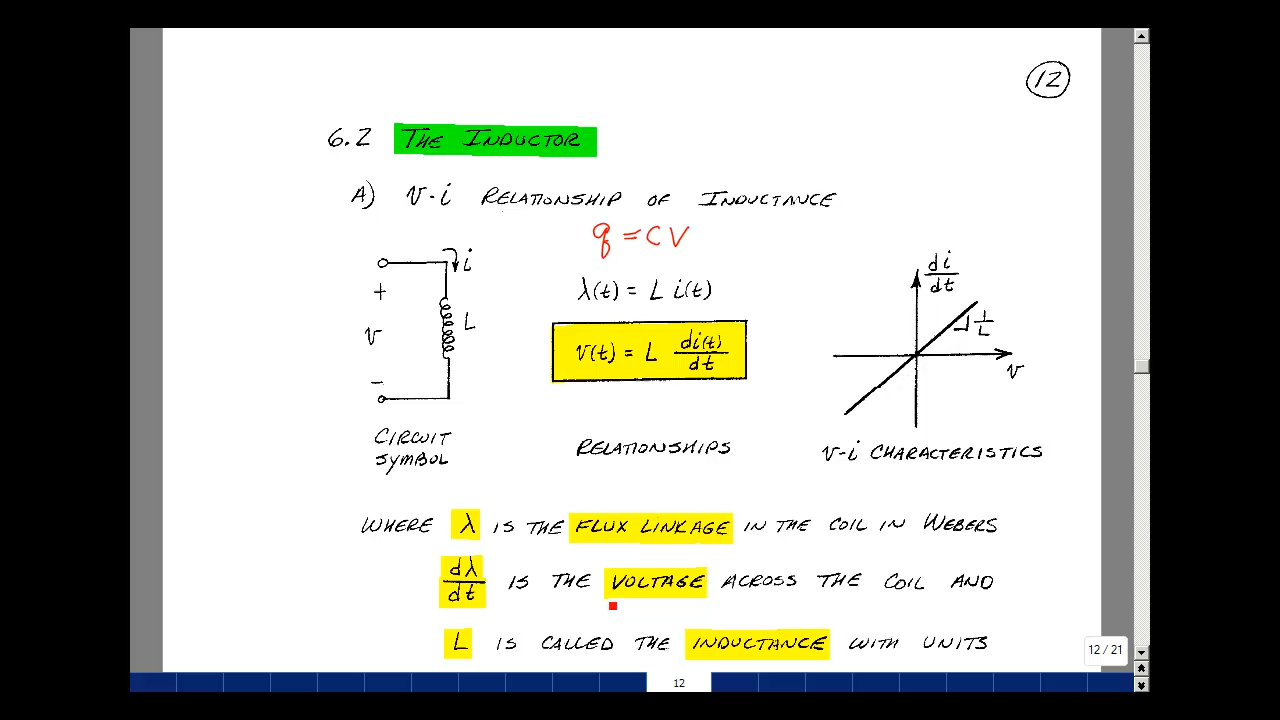 12
6.2 THE INDUCTOR
A) v-i RELATIONSHIP OF INDUCTANCE
q = CV
i
+
v
-
L
λ(t) = L i(t)
v(t) = L di(t)/dt
di/dt
1/L
v
CIRCUIT
SYMBOL
RELATIONSHIPS
v-i CHARACTERISTICS
WHERE λ IS THE FLUX LINKAGE IN THE COIL IN WEBERS
dλ/dt IS THE VOLTAGE ACROSS THE COIL AND
L IS CALLED THE INDUCTANCE WITH UNITS
12 / 21
12